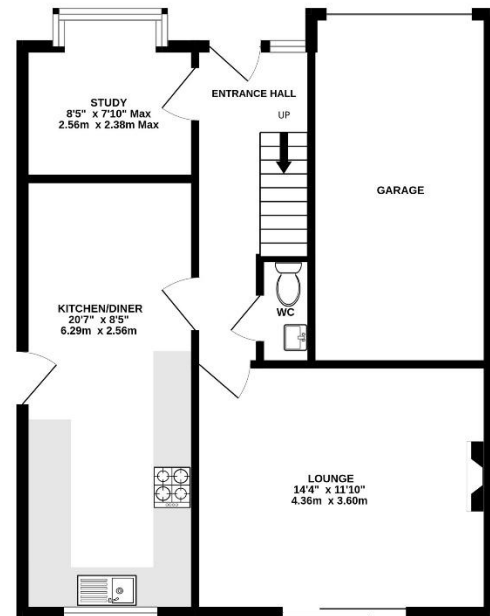 STUDY
8'5" x 7'10" Max
2.56m x 2.38m Max
ENTRANCE HALL
UP
GARAGE
KITCHEN/DINER
20'7" x 8'5"
6.29m x 2.56m
WC
LOUNGE
14'4" x 11'10"
4.36m x 3.60m